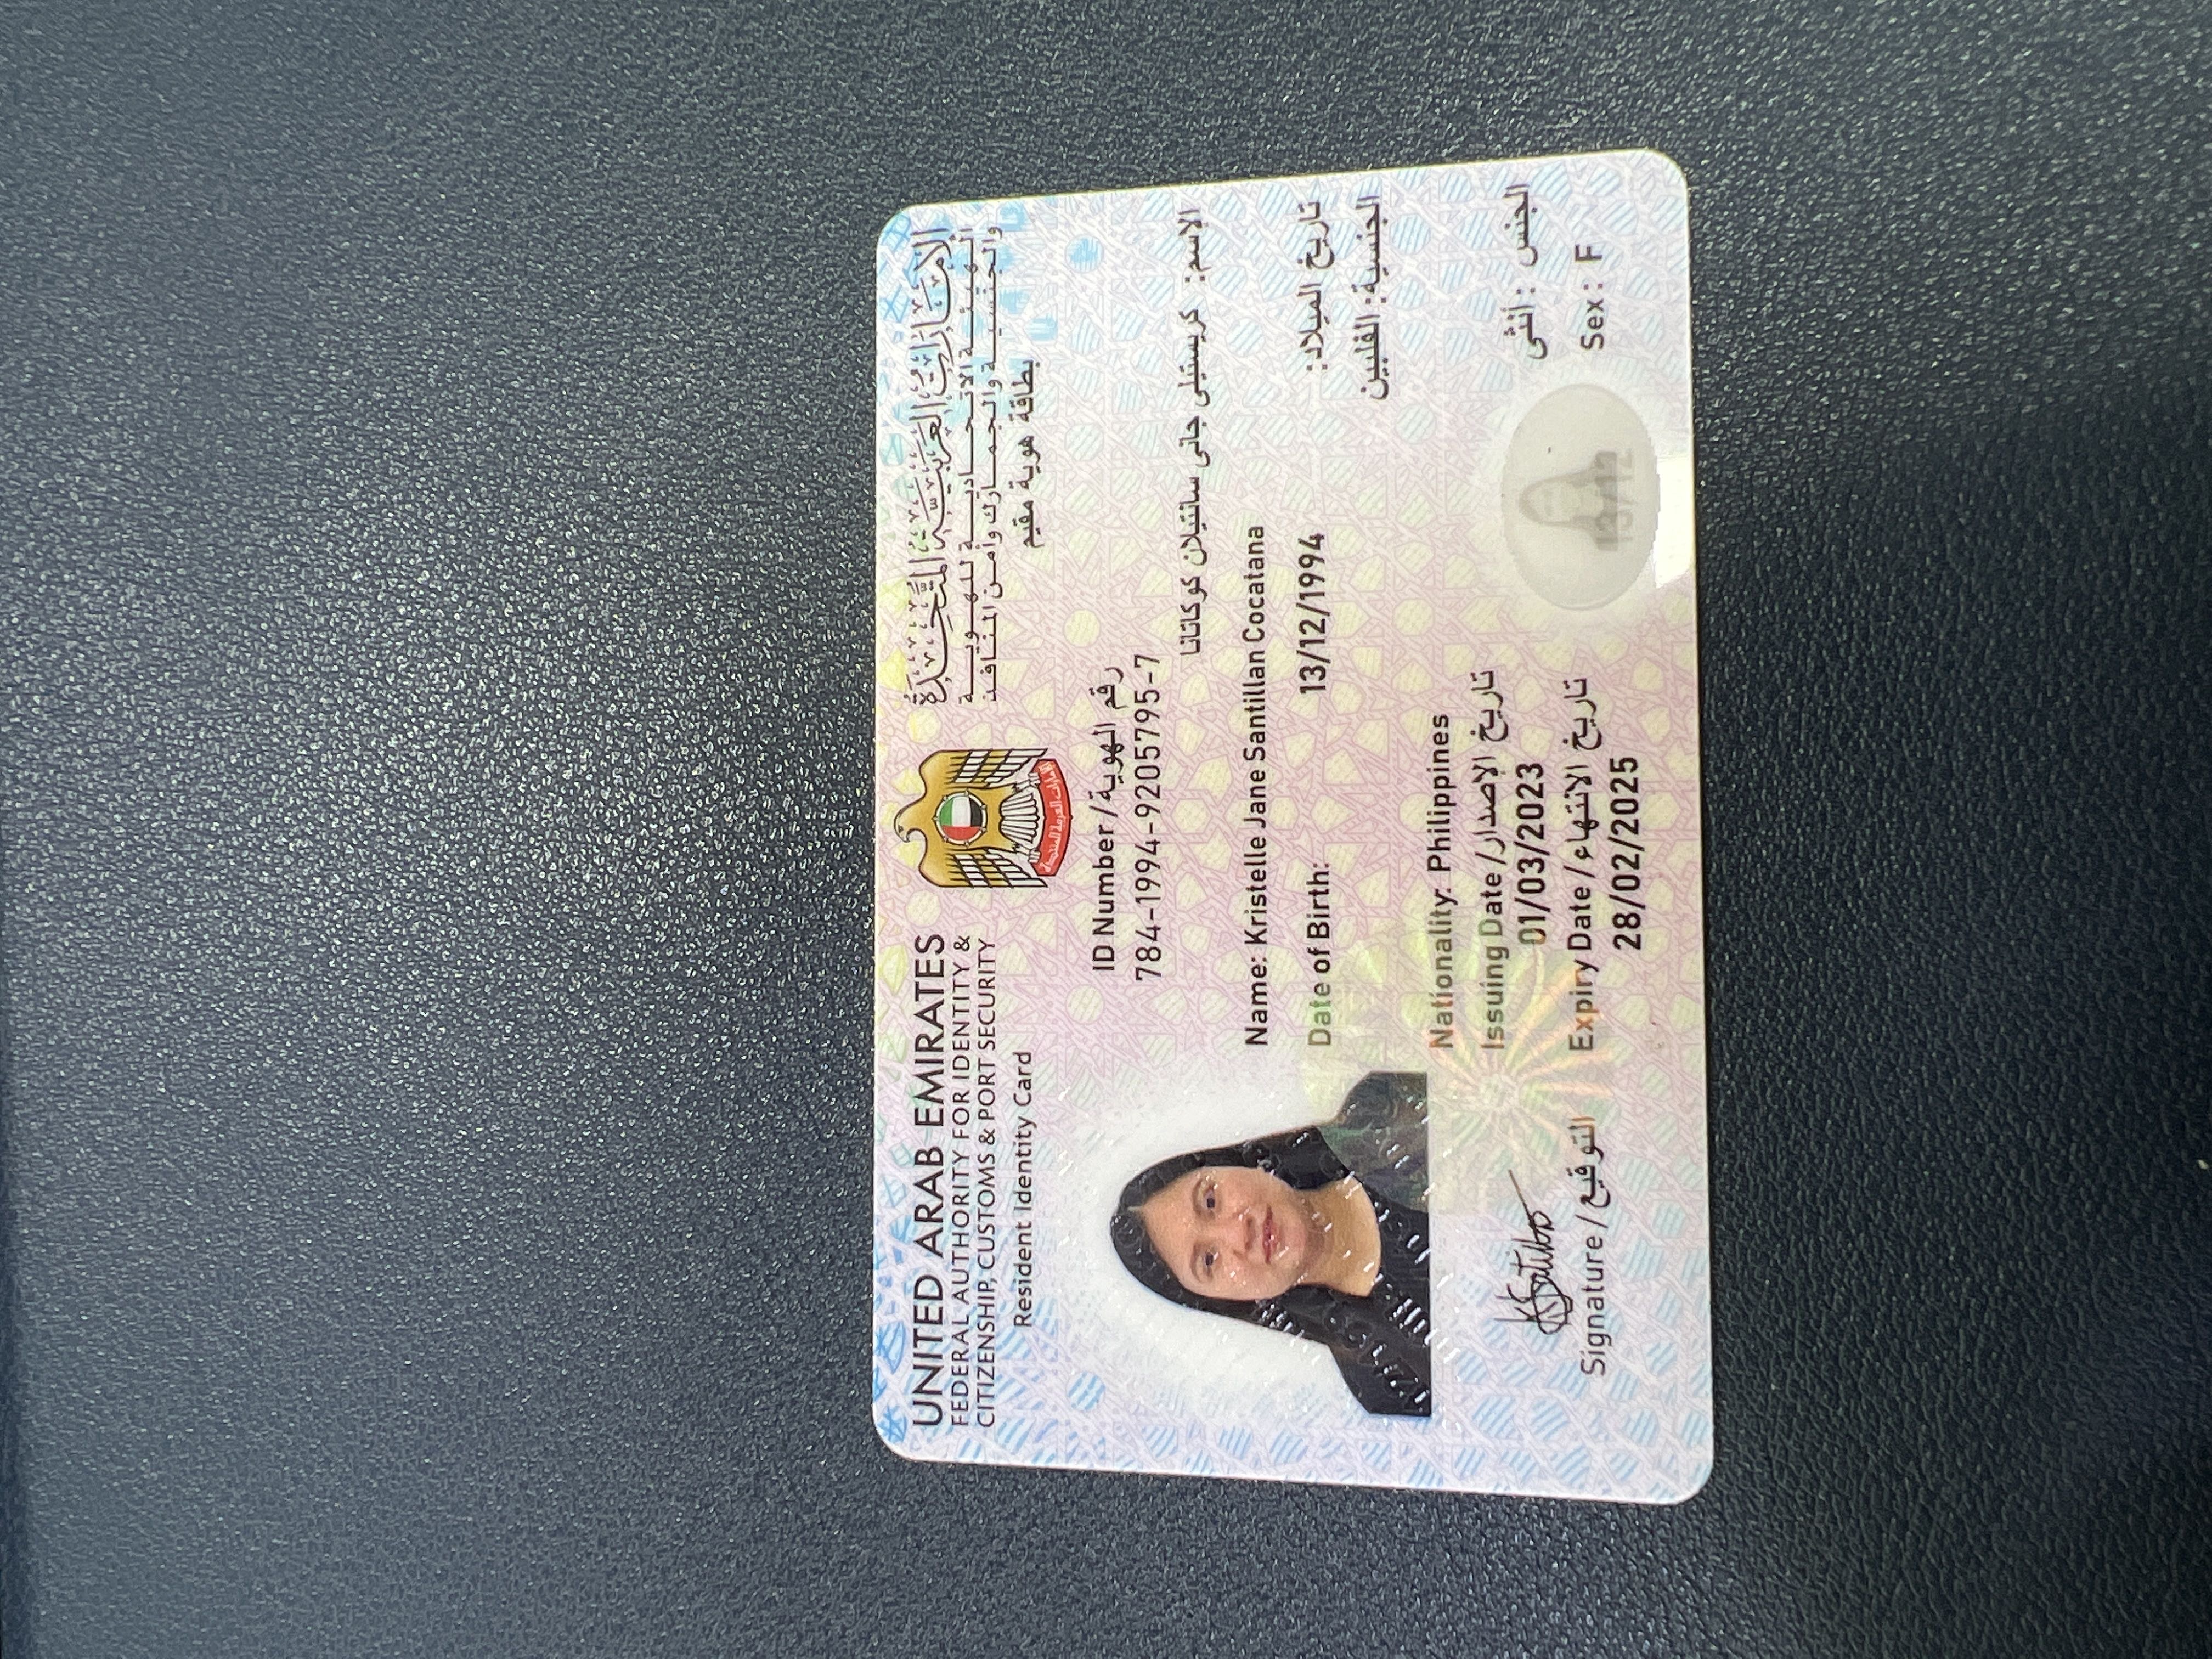 UNITED ARAB EMIRATES
FEDERAL AUTHORITY FOR IDENTITY &
CITIZENSHIP, CUSTOMS & PORT SECURITY
Resident Identity Card
الإمارات العربية المتحدة
الهيئة الاتحادية للهوية
والجنسية والجمارك وأمن المنافذ
بطاقة هوية مقيم
الإمارات العربية المتحدة
ID Number / رقم الهوية
784-1994-9205795-7
الإسم: كريستيلى جانى سانتيلان كوكاتانا
Name: Kristelle Jane Santillan Cocatana
Date of Birth: 13/12/1994 تاريخ الميلاد:
الجنسية: الفلبين
Nationality: Philippines
Issuing Date / تاريخ الإصدار
01/03/2023
Expiry Date / تاريخ الانتهاء
28/02/2025
الجنس : أنثى
Sex: F
13/12
Signature / التوقيع